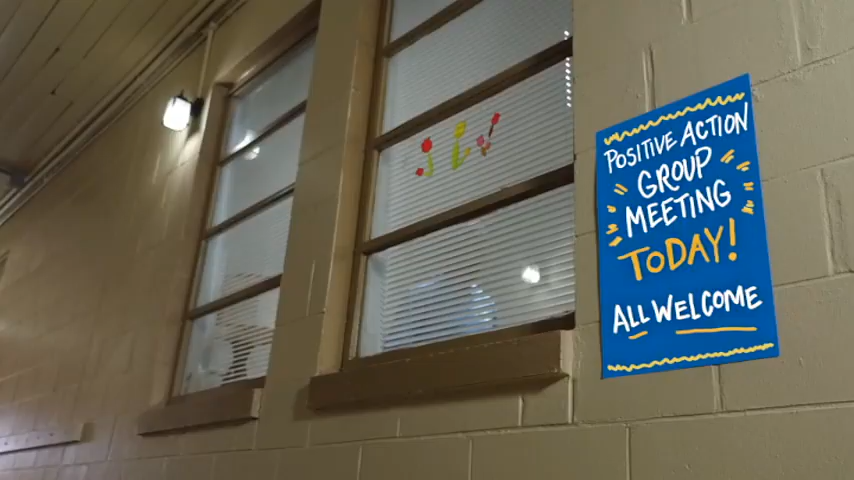 POSITIVE ACTION
GROUP
MEETING
TODAY!
ALL WELCOME